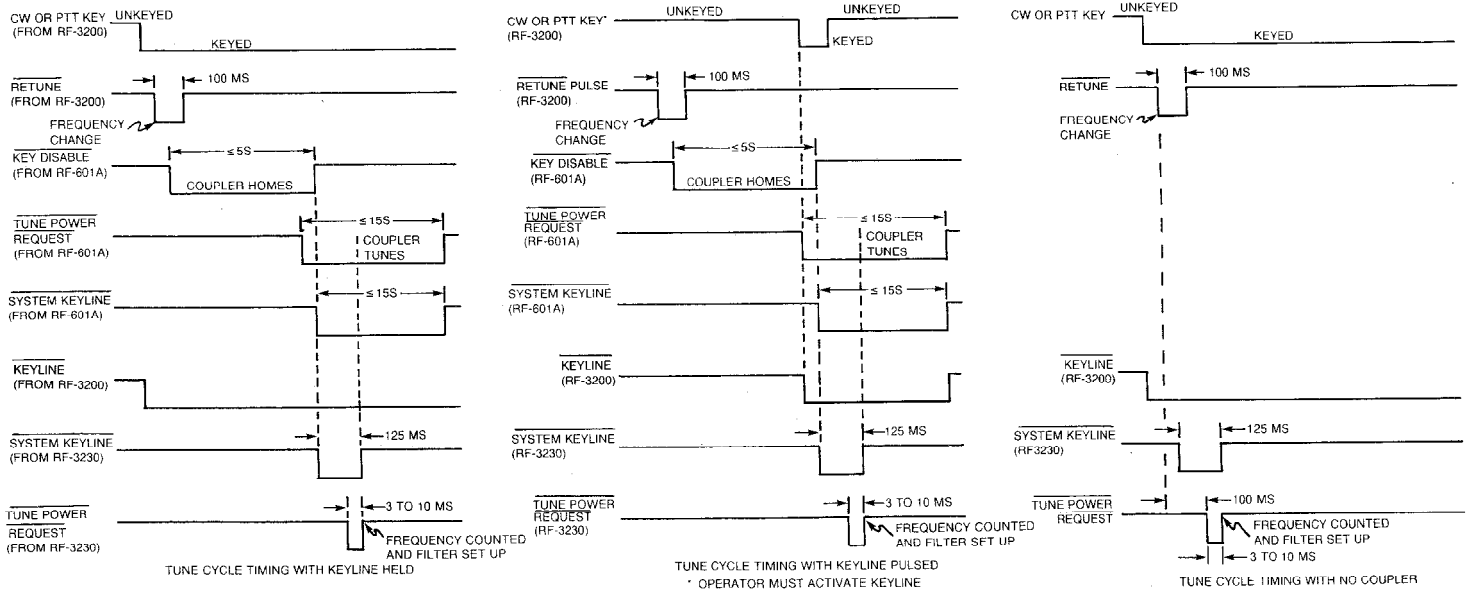 UNKEYED
CW OR PTT KEY
(FROM RF-3200)
KEYED
RETUNE
(FROM RF-3200)
100 MS
FREQUENCY
CHANGE
KEY DISABLE
(FROM RF-601A)
≤5S
COUPLER HOMES
TUNE POWER
REQUEST
(FROM RF-601A)
≤15S
COUPLER
TUNES
SYSTEM KEYLINE
(FROM RF-601A)
≤15S
KEYLINE
(FROM RF-3200)
SYSTEM KEYLINE
(FROM RF-3230)
125 MS
TUNE POWER
REQUEST
(FROM RF-3230)
3 TO 10 MS
FREQUENCY COUNTED
AND FILTER SET UP
TUNE CYCLE TIMING WITH KEYLINE HELD
UNKEYED
UNKEYED
CW OR PTT KEY*
(RF-3200)
KEYED
RETUNE PULSE
(RF-3200)
100 MS
FREQUENCY
CHANGE
KEY DISABLE
(RF-601A)
≤5S
COUPLER HOMES
TUNE POWER
REQUEST
(RF-601A)
≤15S
COUPLER
TUNES
SYSTEM KEYLINE
(RF-601A)
≤15S
KEYLINE
(RF-3200)
SYSTEM KEYLINE
(RF-3230)
125 MS
TUNE POWER
REQUEST
(RF-3230)
3 TO 10 MS
FREQUENCY COUNTED
AND FILTER SET UP
TUNE CYCLE TIMING WITH KEYLINE PULSED
* OPERATOR MUST ACTIVATE KEYLINE
UNKEYED
CW OR PTT KEY
KEYED
RETUNE
100 MS
FREQUENCY
CHANGE
KEYLINE
(RF-3200)
SYSTEM KEYLINE
(RF3230)
125 MS
TUNE POWER
REQUEST
100 MS
FREQUENCY COUNTED
AND FILTER SET UP
3 TO 10 MS
TUNE CYCLE TIMING WITH NO COUPLER